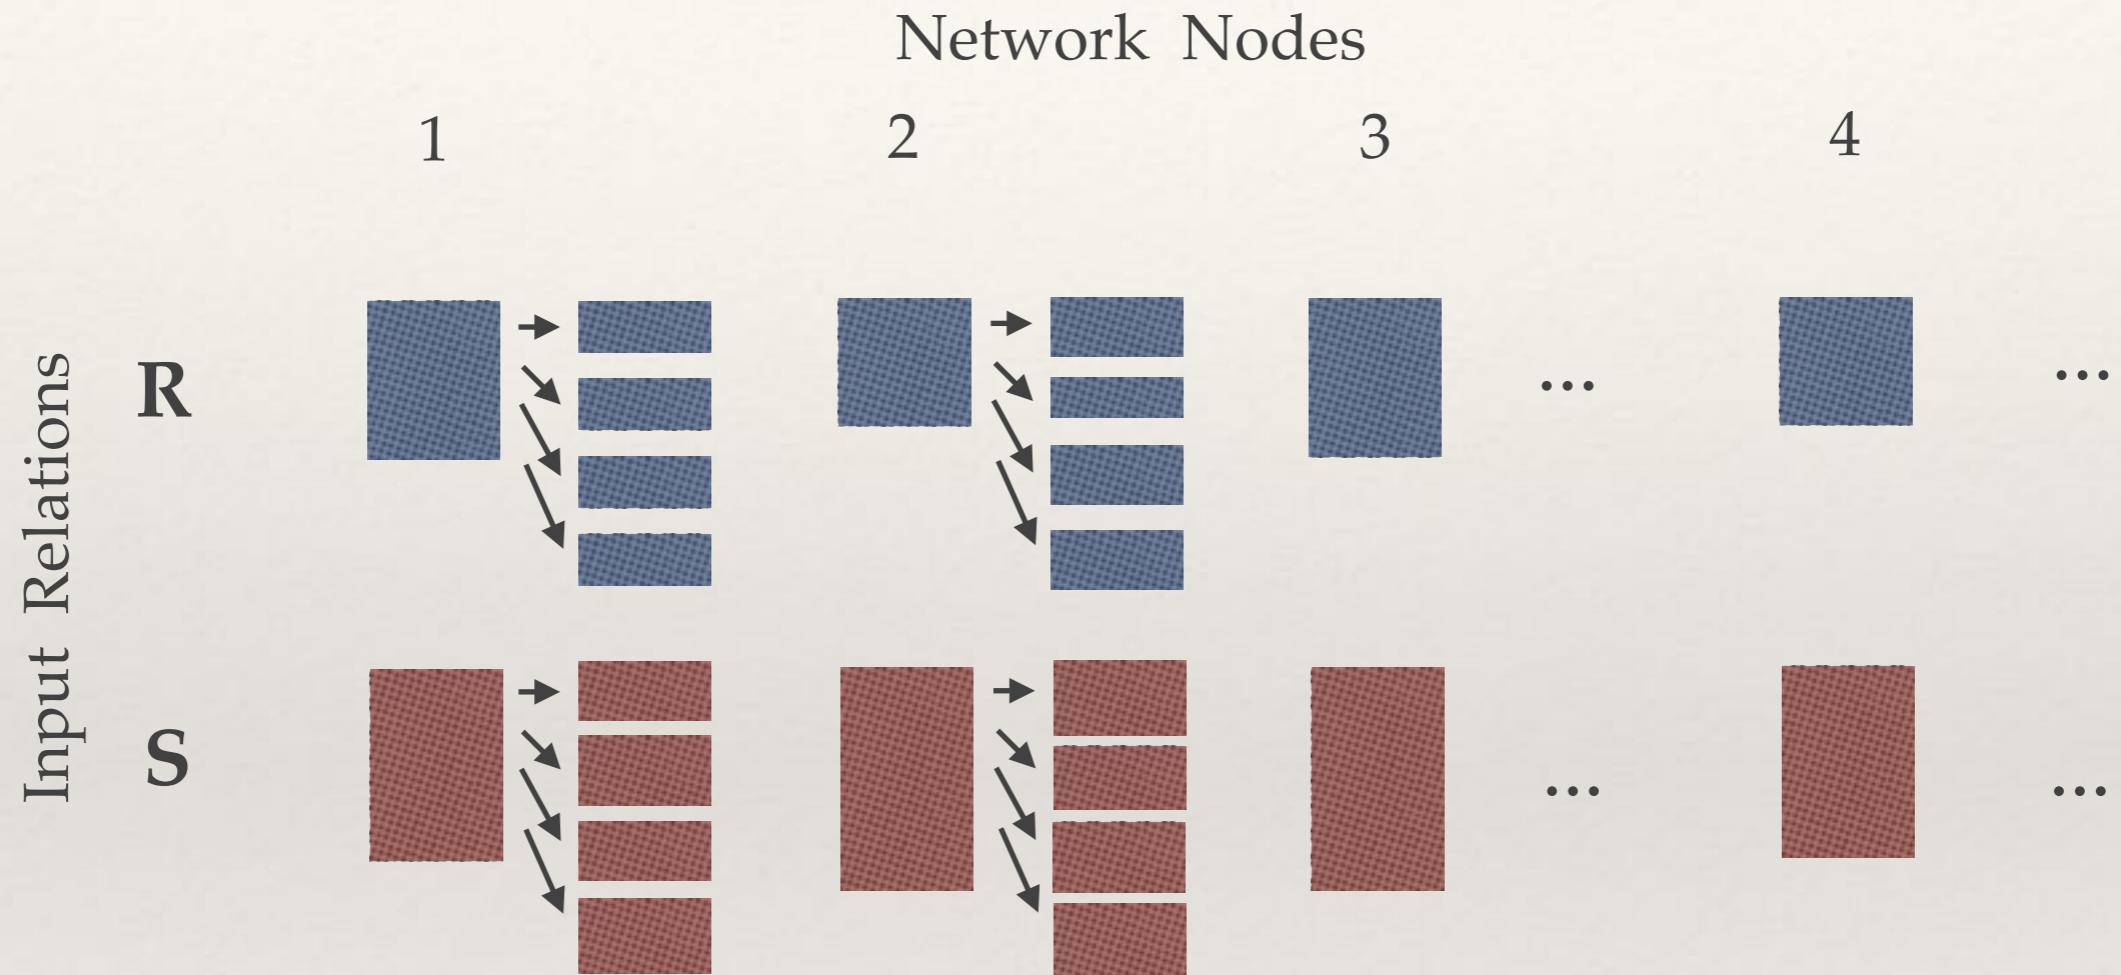 Network Nodes
1 2 3 4
Input Relations
R ... ...
S ... ...